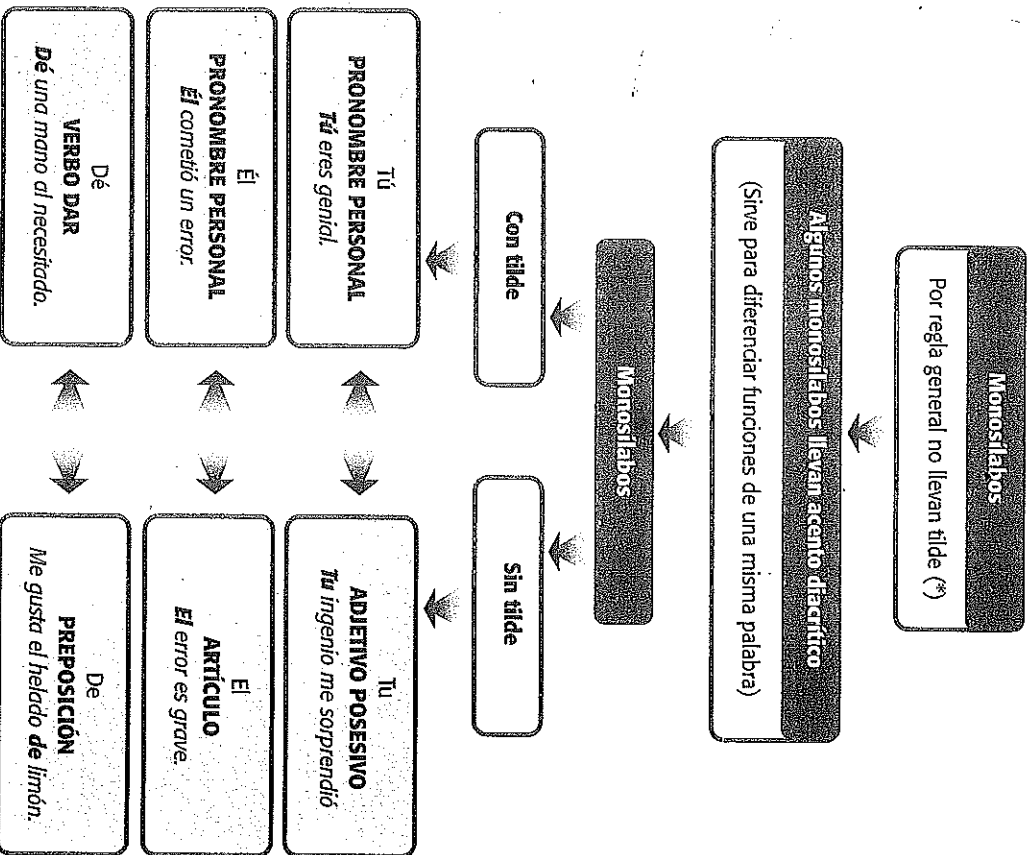 Monosílabos
Por regla general no llevan tilde (*)
Algunos monosílabos llevan acento diacrítico
(Sirve para diferenciar funciones de una misma palabra)
Monosílabos
Con tilde
Sin tilde
Tú
PRONOMBRE PERSONAL
Tú eres genial.
Tu
ADJETIVO POSESIVO
Tu ingenio me sorprendió
Él
PRONOMBRE PERSONAL
Él cometió un error.
El
ARTÍCULO
El error es grave.
Dé
VERBO DAR
Dé una mano al necesitado.
De
PREPOSICIÓN
Me gusta el helado de limón.